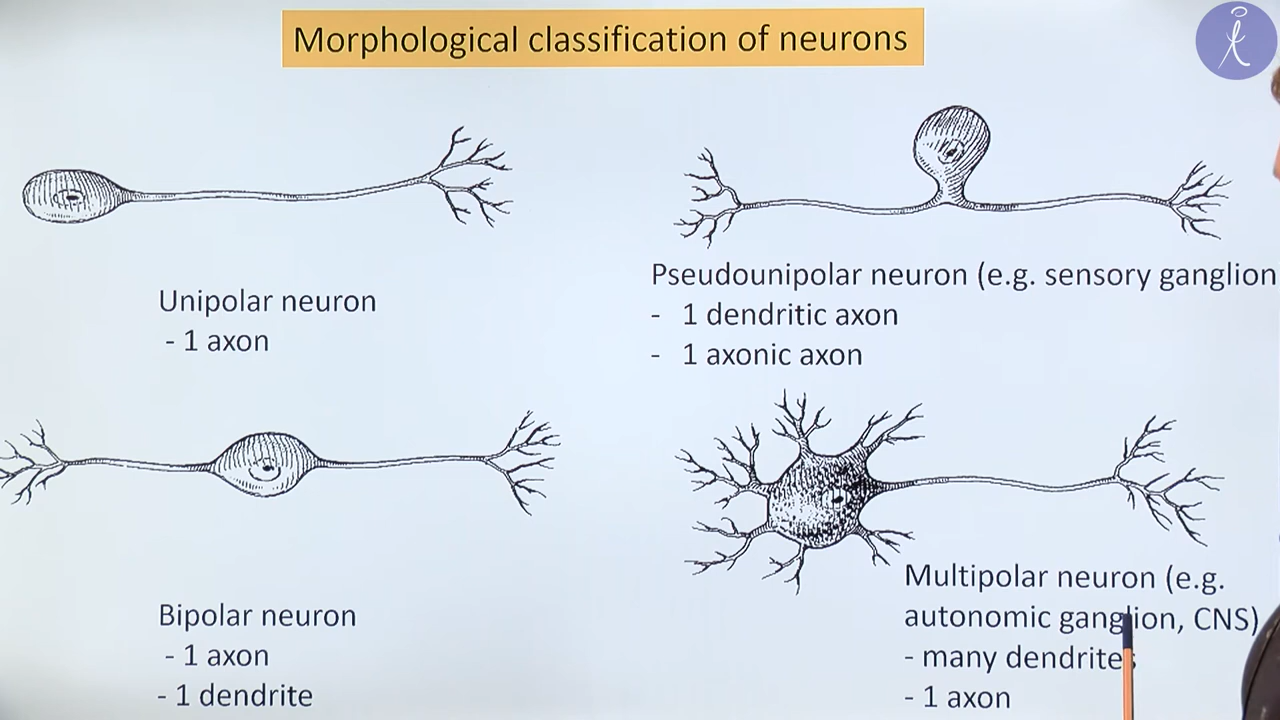 Morphological classification of neurons
Unipolar neuron
- 1 axon
Pseudounipolar neuron (e.g. sensory ganglion
- 1 dendritic axon
- 1 axonic axon
Bipolar neuron
- 1 axon
- 1 dendrite
Multipolar neuron (e.g.
autonomic ganglion, CNS)
- many dendrites
- 1 axon